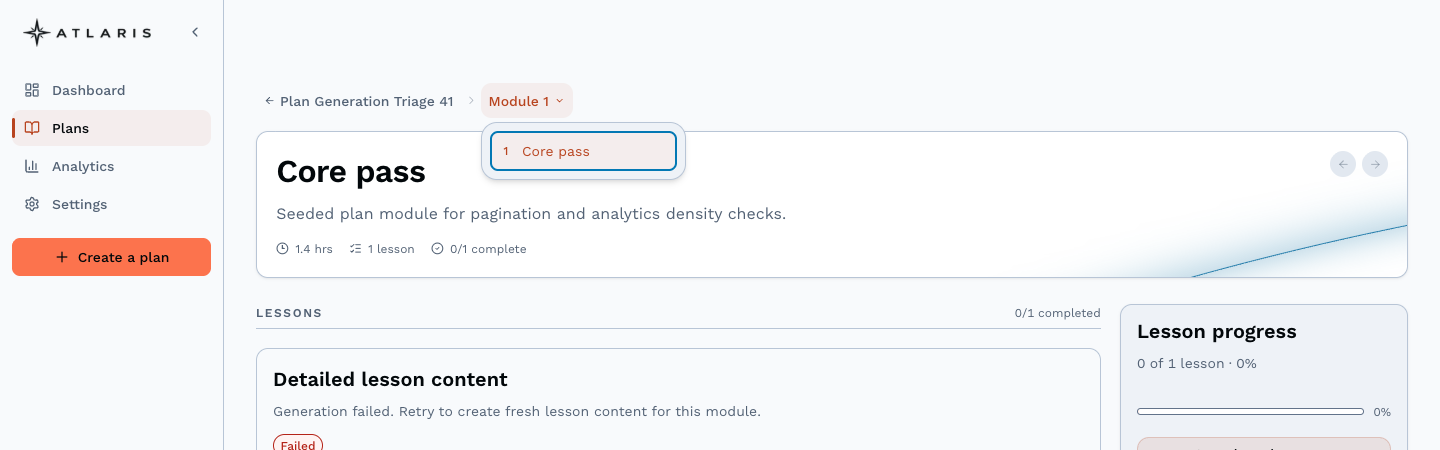 ATLARIS
Dashboard
Plans
Analytics
Settings
Create a plan
Plan Generation Triage 41
Module 1
1 Core pass
Core pass
Seeded plan module for pagination and analytics density checks.
1.4 hrs 1 lesson 0/1 complete
LESSONS
0/1 completed
Detailed lesson content
Generation failed. Retry to create fresh lesson content for this module.
Failed
Lesson progress
0 of 1 lesson · 0%
0%